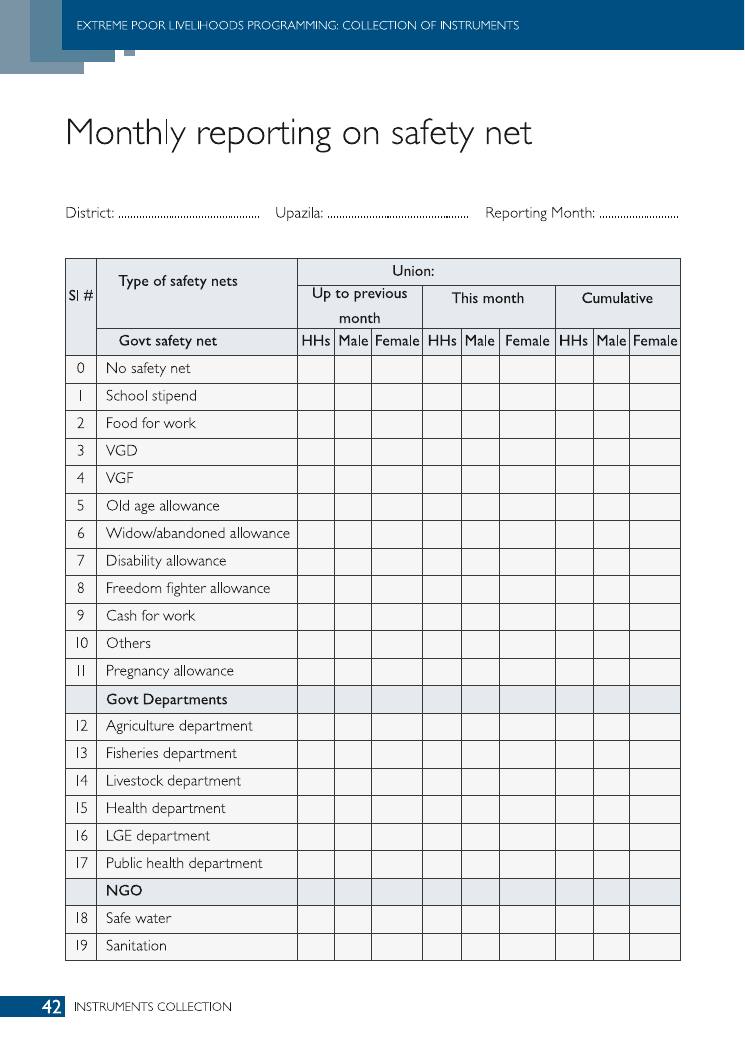 EXTREME POOR LIVELIHOODS PROGRAMMING: COLLECTION OF INSTRUMENTS
Monthly reporting on safety net
District: ............................................... Upazila: ............................................... Reporting Month: ..........................
Sl # Type of safety nets Union:
Up to previous month This month Cumulative
Govt safety net HHs Male Female HHs Male Female HHs Male Female
0 No safety net
1 School stipend
2 Food for work
3 VGD
4 VGF
5 Old age allowance
6 Widow/abandoned allowance
7 Disability allowance
8 Freedom fighter allowance
9 Cash for work
10 Others
11 Pregnancy allowance
Govt Departments
12 Agriculture department
13 Fisheries department
14 Livestock department
15 Health department
16 LGE department
17 Public health department
NGO
18 Safe water
19 Sanitation
42 INSTRUMENTS COLLECTION